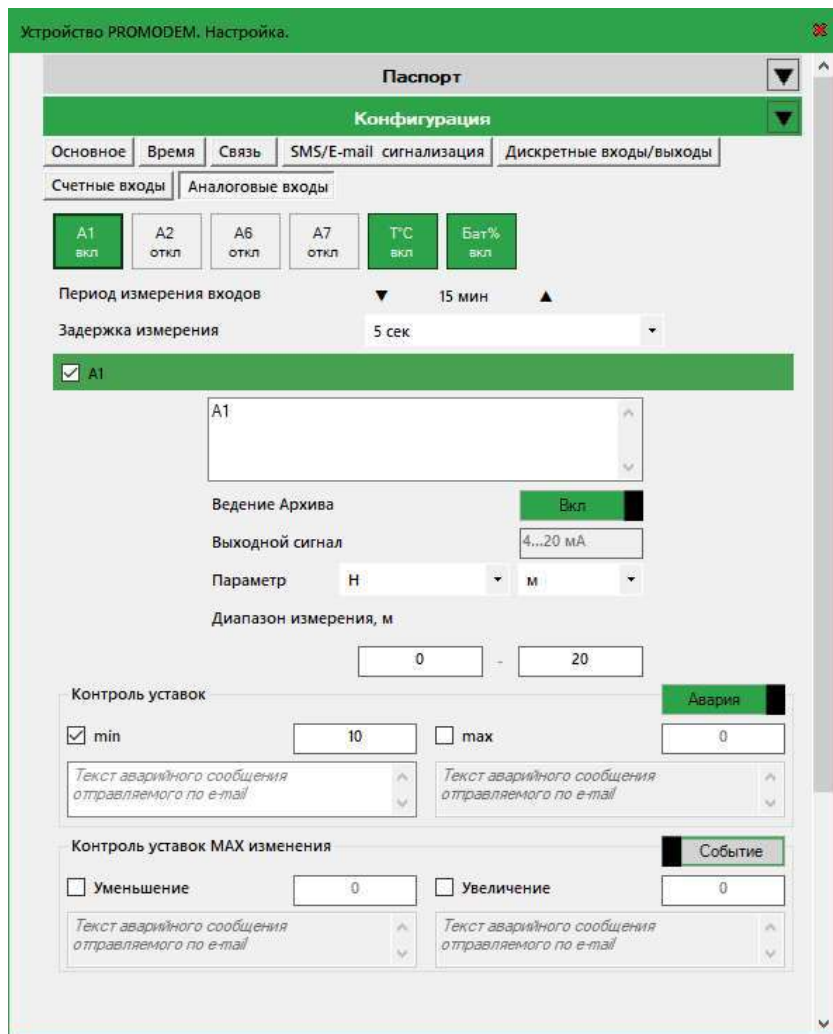 Устройство PROMODEM. Настройка.
Паспорт
Конфигурация
Основное Время Связь SMS/E-mail сигнализация Дискретные входы/выходы
Счетные входы Аналоговые входы
A1 A2 A6 A7 T°C Бат%
вкл откл откл откл вкл вкл
Период измерения входов 15 мин
Задержка измерения 5 сек
A1
A1
Ведение Архива Вкл
Выходной сигнал 4...20 мА
Параметр H м
Диапазон измерения, м
0 - 20
Контроль уставок Авария
min 10 max 0
Текст аварийного сообщения Текст аварийного сообщения
отправляемого по e-mail отправляемого по e-mail
Контроль уставок MAX изменения Событие
Уменьшение 0 Увеличение 0
Текст аварийного сообщения Текст аварийного сообщения
отправляемого по e-mail отправляемого по e-mail